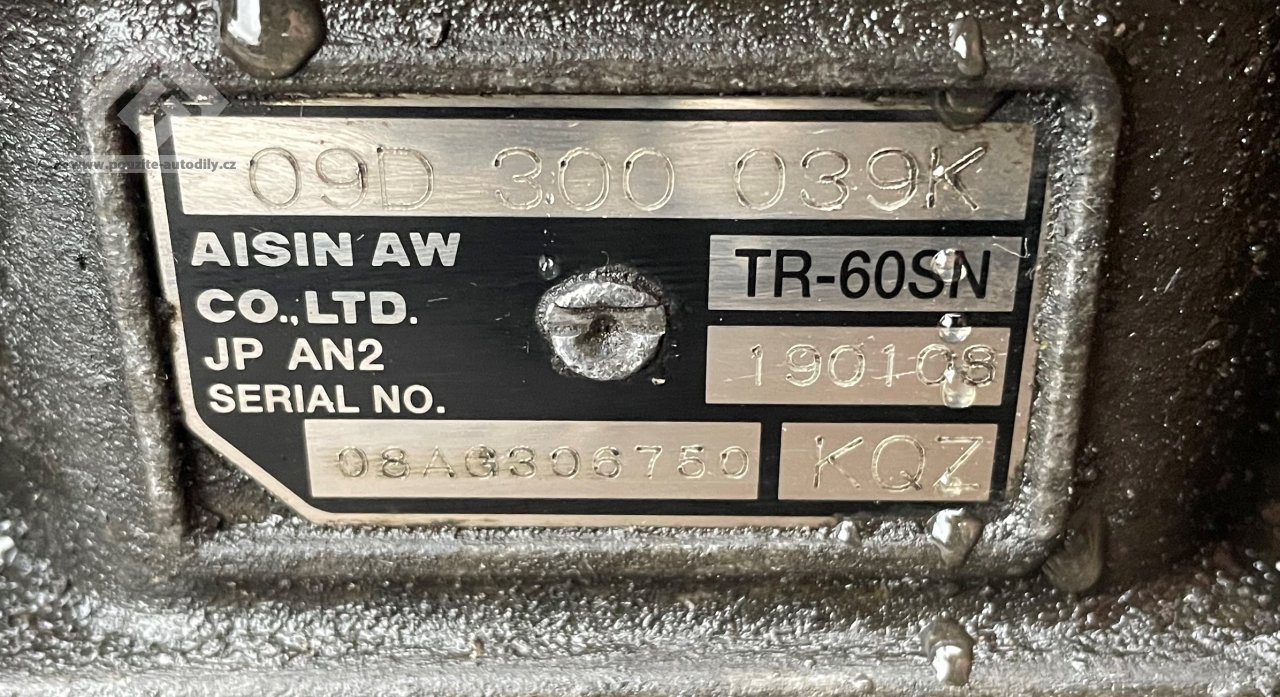 www.pouzite-autodily.cz
09D 300 039K
AISIN AW
CO.,LTD.
JP AN2
SERIAL NO.
TR-60SN
190108
08AG306750
KQZ